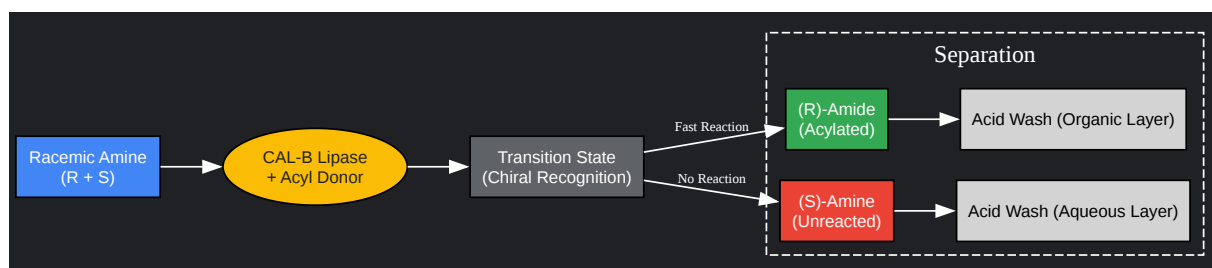 Separation
Racemic Amine
(R + S)
CAL-B Lipase
+ Acyl Donor
Transition State
(Chiral Recognition)
Fast Reaction
No Reaction
(R)-Amide
(Acylated)
Acid Wash (Organic Layer)
(S)-Amine
(Unreacted)
Acid Wash (Aqueous Layer)